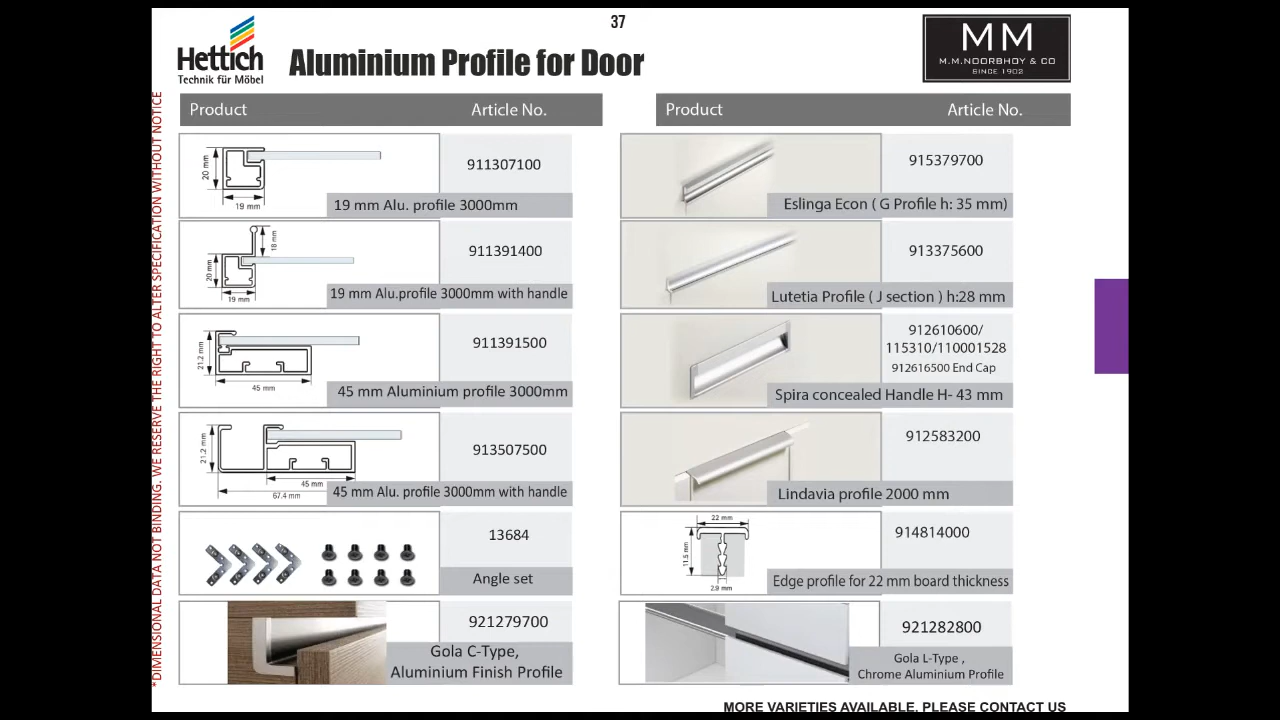 37
Hettich
Technik für Möbel
Aluminium Profile for Door
MM
M.M.NOORBHOY & CO
SINCE 1902
*DIMENSIONAL DATA NOT BINDING. WE RESERVE THE RIGHT TO ALTER SPECIFICATION WITHOUT NOTICE
Product Article No.
20 mm
19 mm
911307100
19 mm Alu. profile 3000mm
18 mm
20 mm
19 mm
911391400
19 mm Alu.profile 3000mm with handle
21.2 mm
45 mm
911391500
45 mm Aluminium profile 3000mm
21.2 mm
45 mm
67.4 mm
913507500
45 mm Alu. profile 3000mm with handle
13684
Angle set
921279700
Gola C-Type,
Aluminium Finish Profile
Product Article No.
915379700
Eslinga Econ ( G Profile h: 35 mm)
913375600
Lutetia Profile ( J section ) h:28 mm
912610600/
115310/110001528
912616500 End Cap
Spira concealed Handle H- 43 mm
912583200
Lindavia profile 2000 mm
22 mm
11.5 mm
2.9 mm
914814000
Edge profile for 22 mm board thickness
921282800
Gola L-Type ,
Chrome Aluminium Profile
MORE VARIETIES AVAILABLE. PLEASE CONTACT US